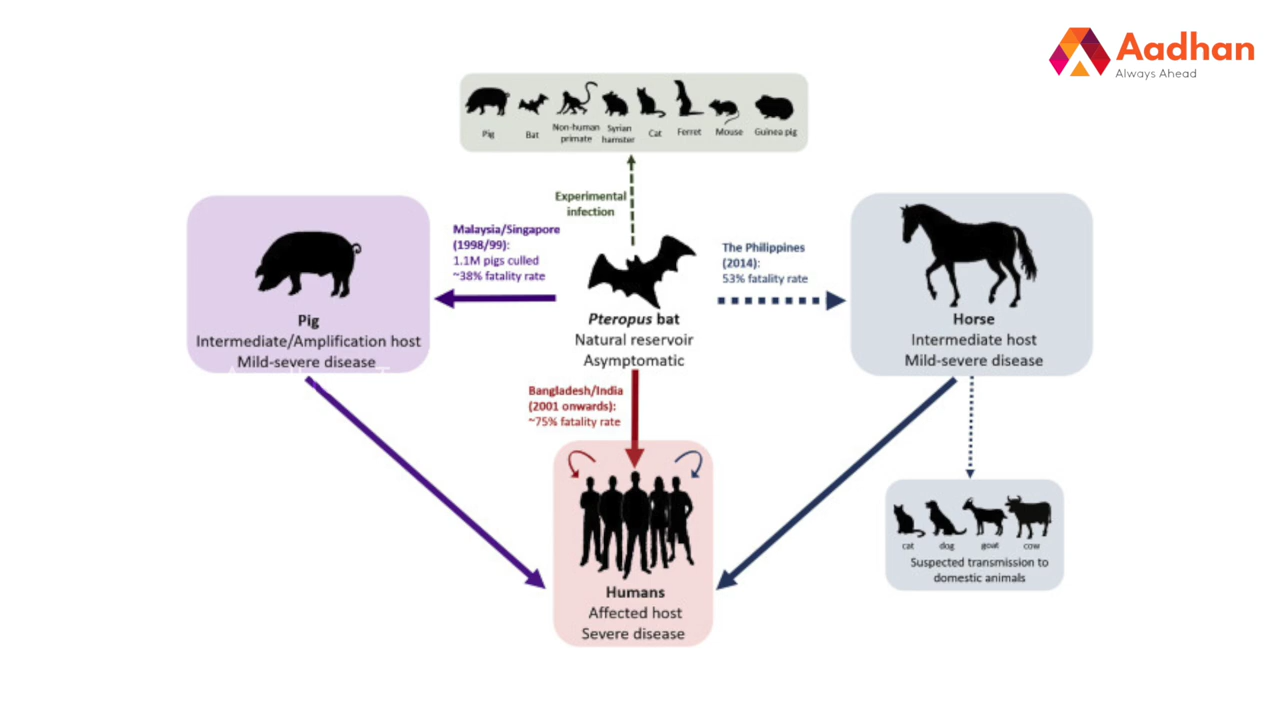 Aadhan
Always Ahead
Pig
Bat
Non-human
primate
Syrian
hamster
Cat
Ferret
Mouse
Guinea pig
Experimental
infection
Malaysia/Singapore
(1998/99):
1.1M pigs culled
~38% fatality rate
The Philippines
(2014):
53% fatality rate
Pig
Intermediate/Amplification host
Mild-severe disease
Pteropus bat
Natural reservoir
Asymptomatic
Horse
Intermediate host
Mild-severe disease
Bangladesh/India
(2001 onwards):
~75% fatality rate
cat
dog
goat
cow
Suspected transmission to
domestic animals
Humans
Affected host
Severe disease